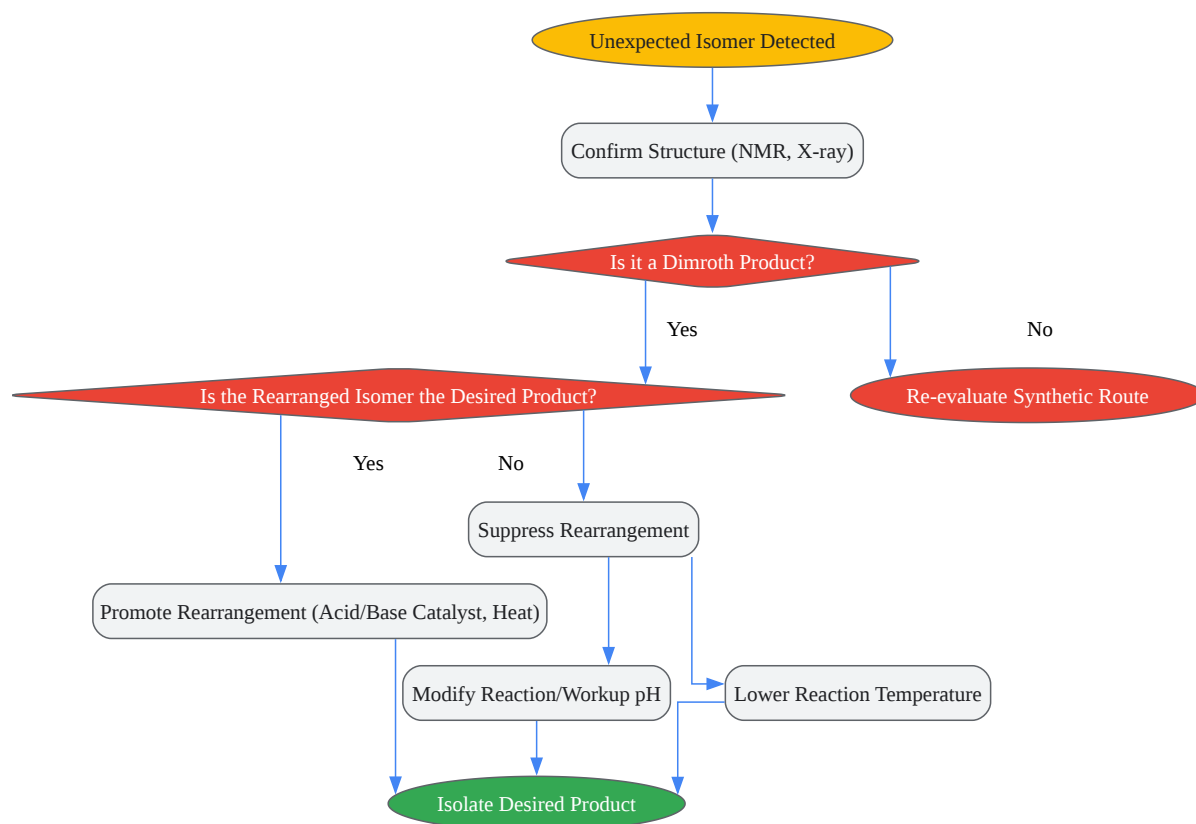 Unexpected Isomer Detected
Confirm Structure (NMR, X-ray)
Is it a Dimroth Product?
Yes
No
Is the Rearranged Isomer the Desired Product?
Re-evaluate Synthetic Route
Yes
No
Suppress Rearrangement
Promote Rearrangement (Acid/Base Catalyst, Heat)
Modify Reaction/Workup pH
Lower Reaction Temperature
Isolate Desired Product